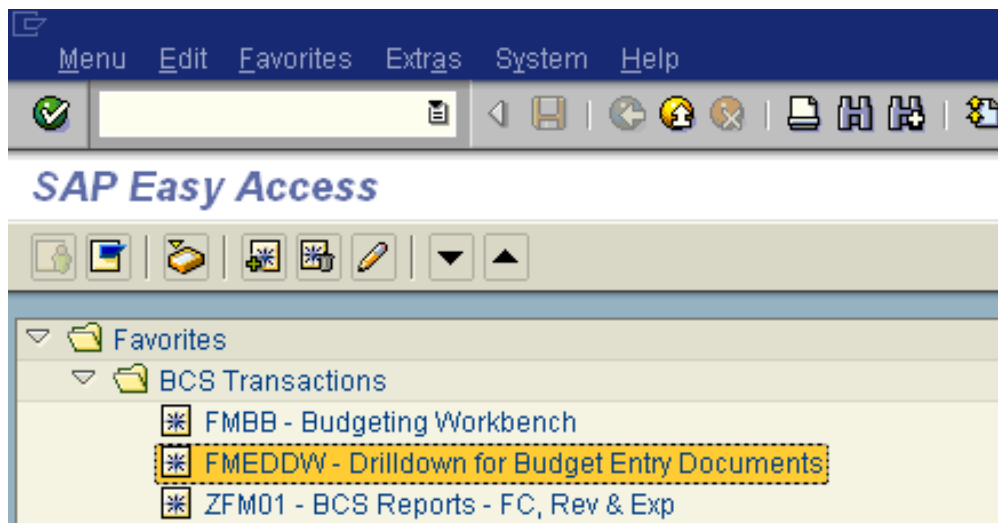 Menu Edit Favorites Extras System Help
SAP Easy Access
Favorites
BCS Transactions
FMBB - Budgeting Workbench
FMEDDW - Drilldown for Budget Entry Documents
ZFM01 - BCS Reports - FC, Rev & Exp